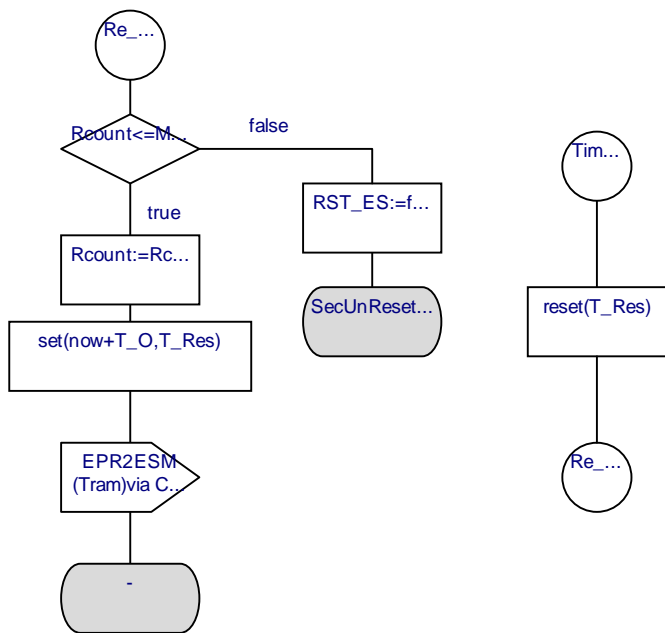 Re_...
Rcount<=M...
false
true
Rcount:=Rc...
set(now+T_O,T_Res)
EPR2ESM
(Tram)via C...
-
RST_ES:=f...
SecUnReset...
Tim...
reset(T_Res)
Re_...